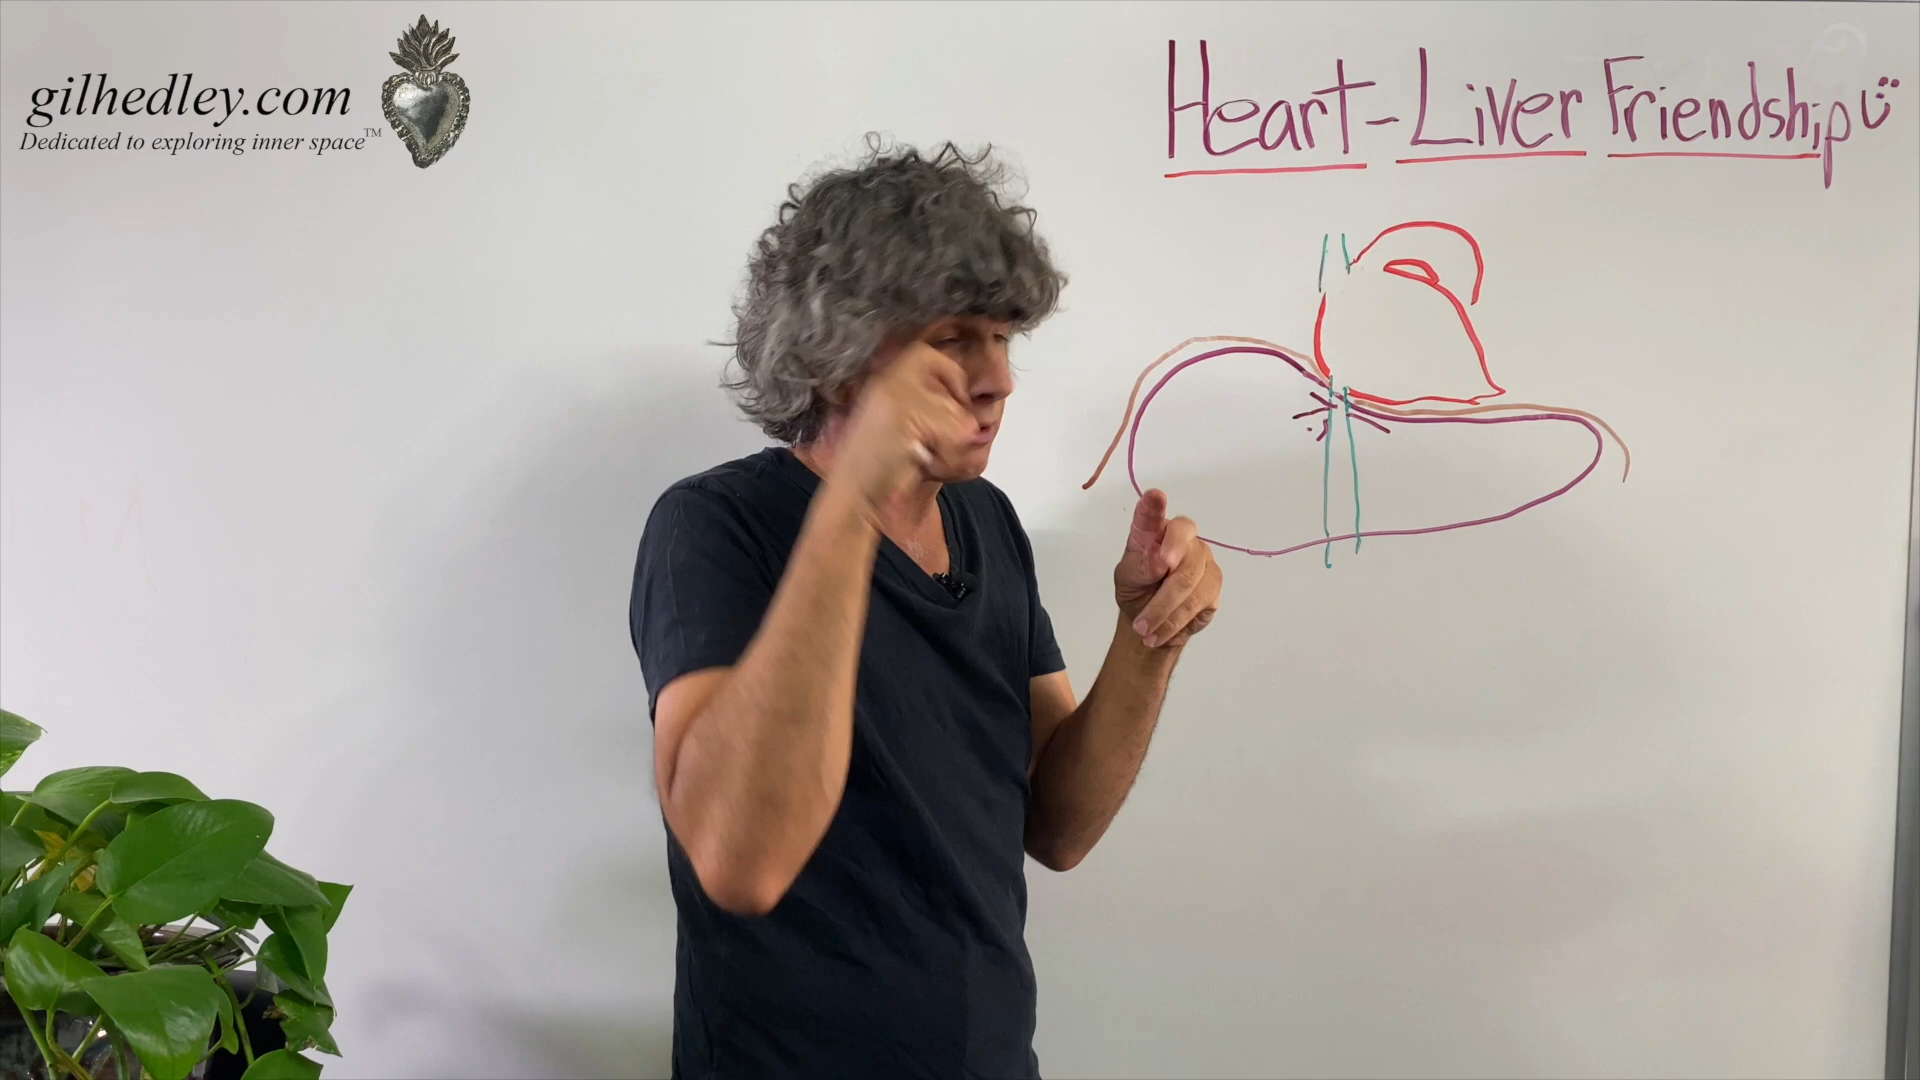 gilhedley.com
Dedicated to exploring inner space™
Heart-Liver Friendship